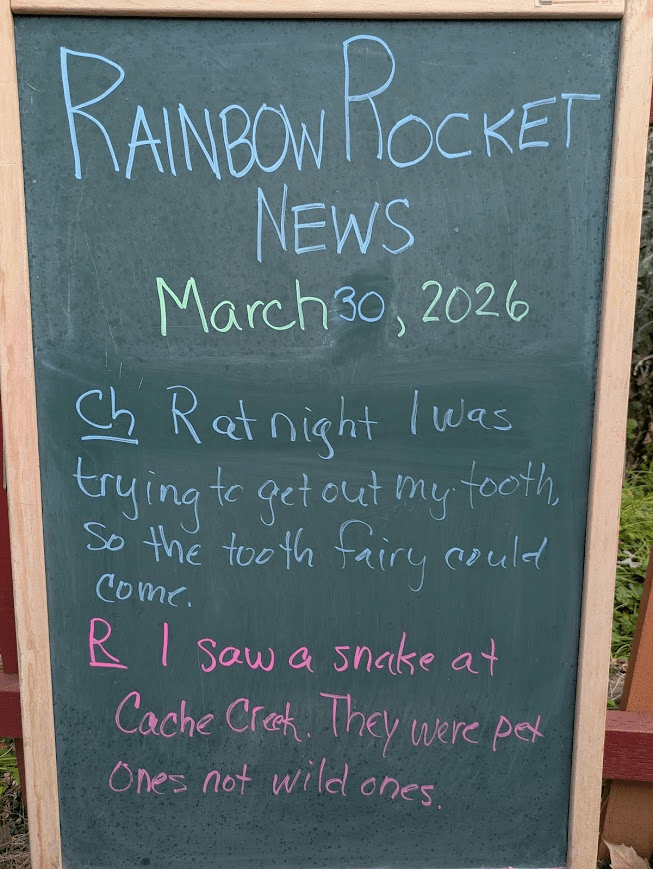 RAINBOW ROCKET
NEWS
March 30, 2026
Ch R at night I was
trying to get out my tooth,
so the tooth fairy could
come.
R I saw a snake at
Cache Creek. They were pet
ones not wild ones.